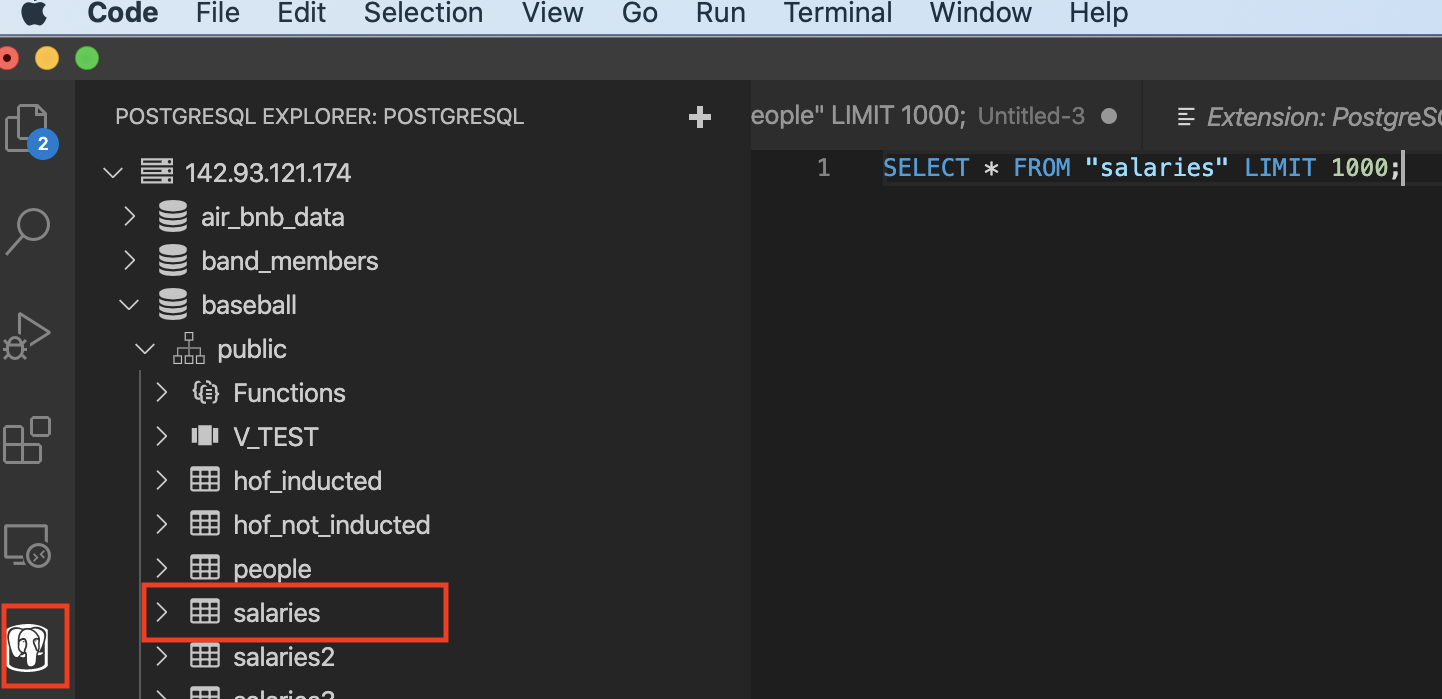 Code File Edit Selection View Go Run Terminal Window Help
POSTGRESQL EXPLORER: POSTGRESQL
eople" LIMIT 1000; Untitled-3
Extension: PostgreS
2
142.93.121.174
1 SELECT * FROM "salaries" LIMIT 1000;
air_bnb_data
band_members
baseball
public
Functions
V_TEST
hof_inducted
hof_not_inducted
people
salaries
salaries2